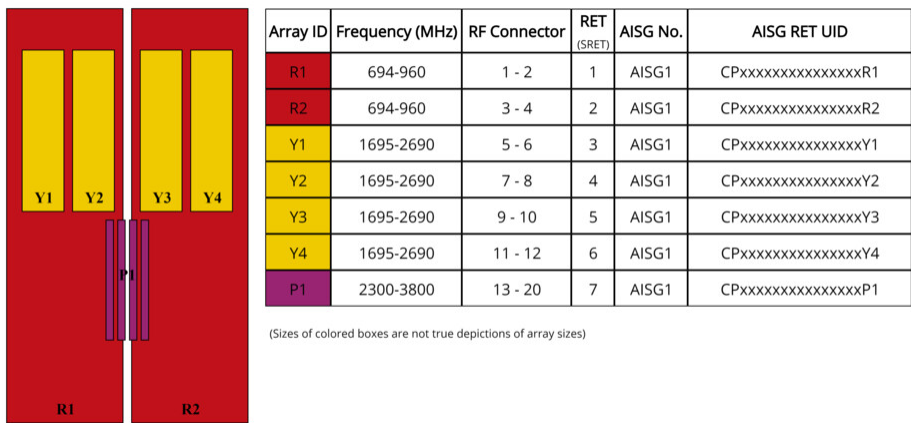 Y1 Y2 Y3 Y4
P1
R1 R2
Array ID Frequency (MHz) RF Connector RET (SRET) AISG No. AISG RET UID
R1 694-960 1 - 2 1 AISG1 CPxxxxxxxxxxxxxxxR1
R2 694-960 3 - 4 2 AISG1 CPxxxxxxxxxxxxxxxR2
Y1 1695-2690 5 - 6 3 AISG1 CPxxxxxxxxxxxxxxxY1
Y2 1695-2690 7 - 8 4 AISG1 CPxxxxxxxxxxxxxxxY2
Y3 1695-2690 9 - 10 5 AISG1 CPxxxxxxxxxxxxxxxY3
Y4 1695-2690 11 - 12 6 AISG1 CPxxxxxxxxxxxxxxxY4
P1 2300-3800 13 - 20 7 AISG1 CPxxxxxxxxxxxxxxxP1
(Sizes of colored boxes are not true depictions of array sizes)